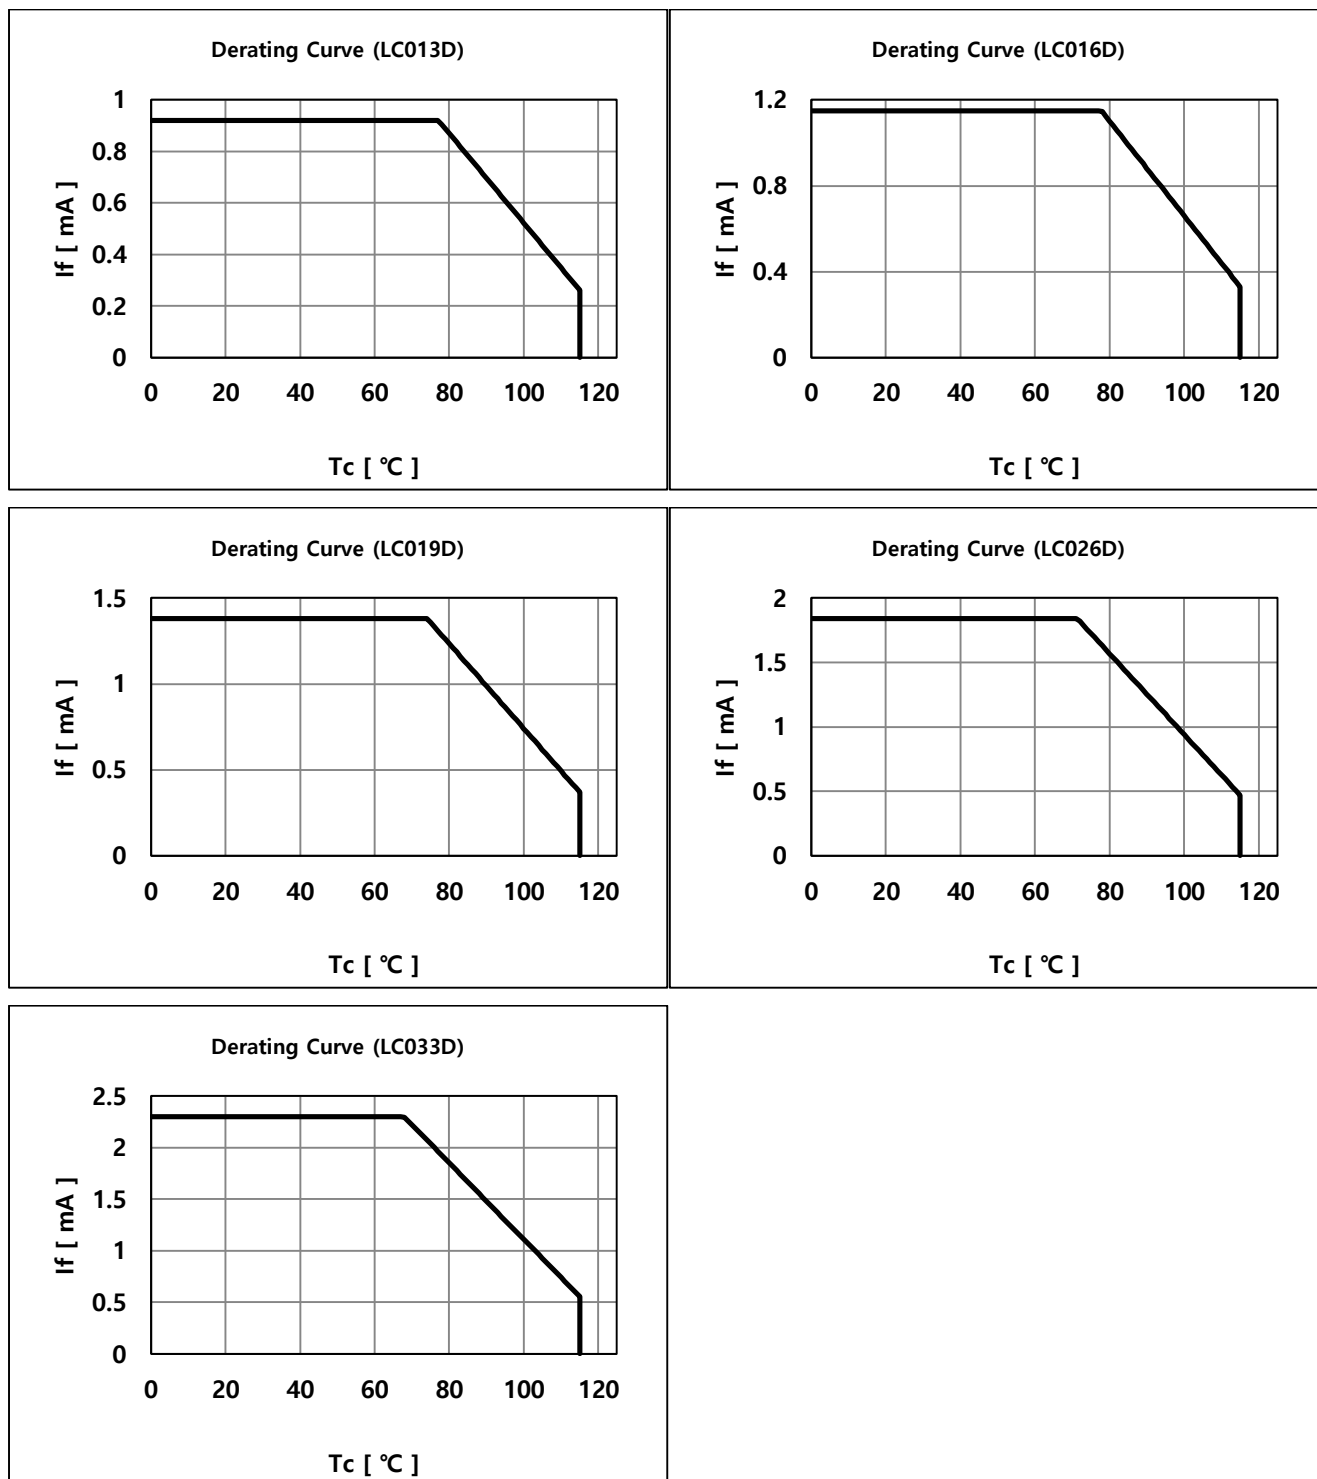 Derating Curve (LC013D)
If [ mA ]
1
0.8
0.6
0.4
0.2
0
0 20 40 60 80 100 120
Tc [ ℃ ]
Derating Curve (LC016D)
If [ mA ]
1.2
0.8
0.4
0
0 20 40 60 80 100 120
Tc [ ℃ ]
Derating Curve (LC019D)
If [ mA ]
1.5
1
0.5
0
0 20 40 60 80 100 120
Tc [ ℃ ]
Derating Curve (LC026D)
If [ mA ]
2
1.5
1
0.5
0
0 20 40 60 80 100 120
Tc [ ℃ ]
Derating Curve (LC033D)
If [ mA ]
2.5
2
1.5
1
0.5
0
0 20 40 60 80 100 120
Tc [ ℃ ]